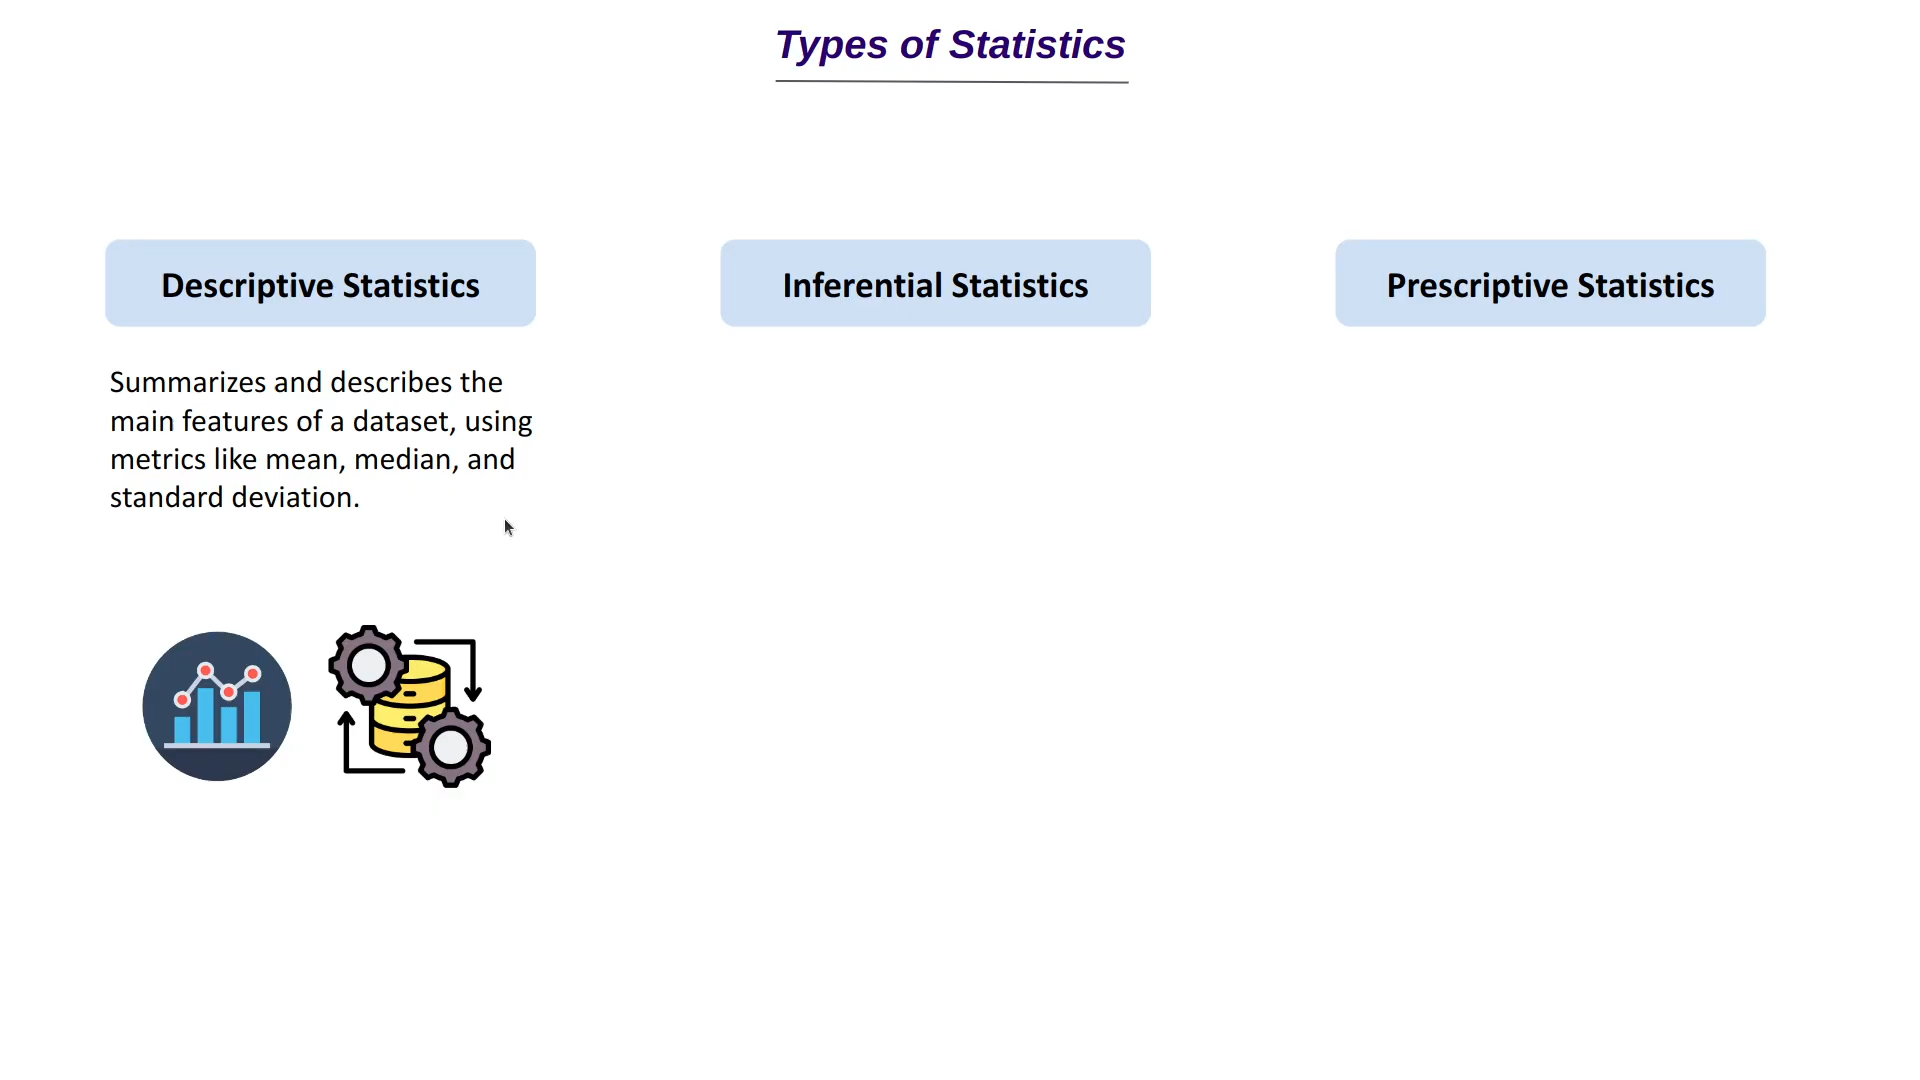 Types of Statistics
Descriptive Statistics
Summarizes and describes the
main features of a dataset, using
metrics like mean, median, and
standard deviation.
Inferential Statistics
Prescriptive Statistics